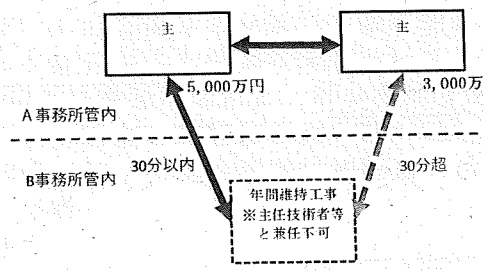 主
主
5,000万円
3,000万
A事務所管内
B事務所管内
30分以内
30分超
年間維持工事
※主任技術者等
と兼任不可